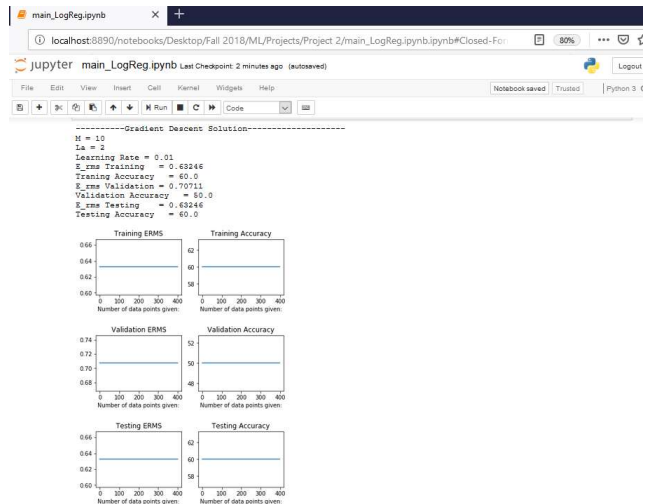 main_LogReg.ipynb
localhost:8890/notebooks/Desktop/Fall 2018/ML/Projects/Project 2/main_LogReg.ipynb.ipynb#Closed-For 80%
jupyter main_LogReg.ipynb Last Checkpoint: 2 minutes ago (autosaved) Logout
File Edit View Insert Cell Kernel Widgets Help Notebook saved Trusted Python 3
Run Code
----------Gradient Descent Solution--------------------
M = 10
La = 2
Learning Rate = 0.01
E_rms Training = 0.63246
Traning Accuracy = 60.0
E_rms Validation = 0.70711
Validation Accuracy = 50.0
E_rms Testing = 0.63246
Testing Accuracy = 60.0
Training ERMS Training Accuracy
0.66
0.64 62
0.62 60
0.60 58
0 100 200 300 400 0 100 200 300 400
Number of data points given: Number of data points given:
Validation ERMS Validation Accuracy
0.74 52
0.72
0.70 50
0.68 48
0 100 200 300 400 0 100 200 300 400
Number of data points given: Number of data points given:
Testing ERMS Testing Accuracy
0.66
0.64 62
0.62 60
0.60 58
0 100 200 300 400 0 100 200 300 400
Number of data points given: Number of data points given: